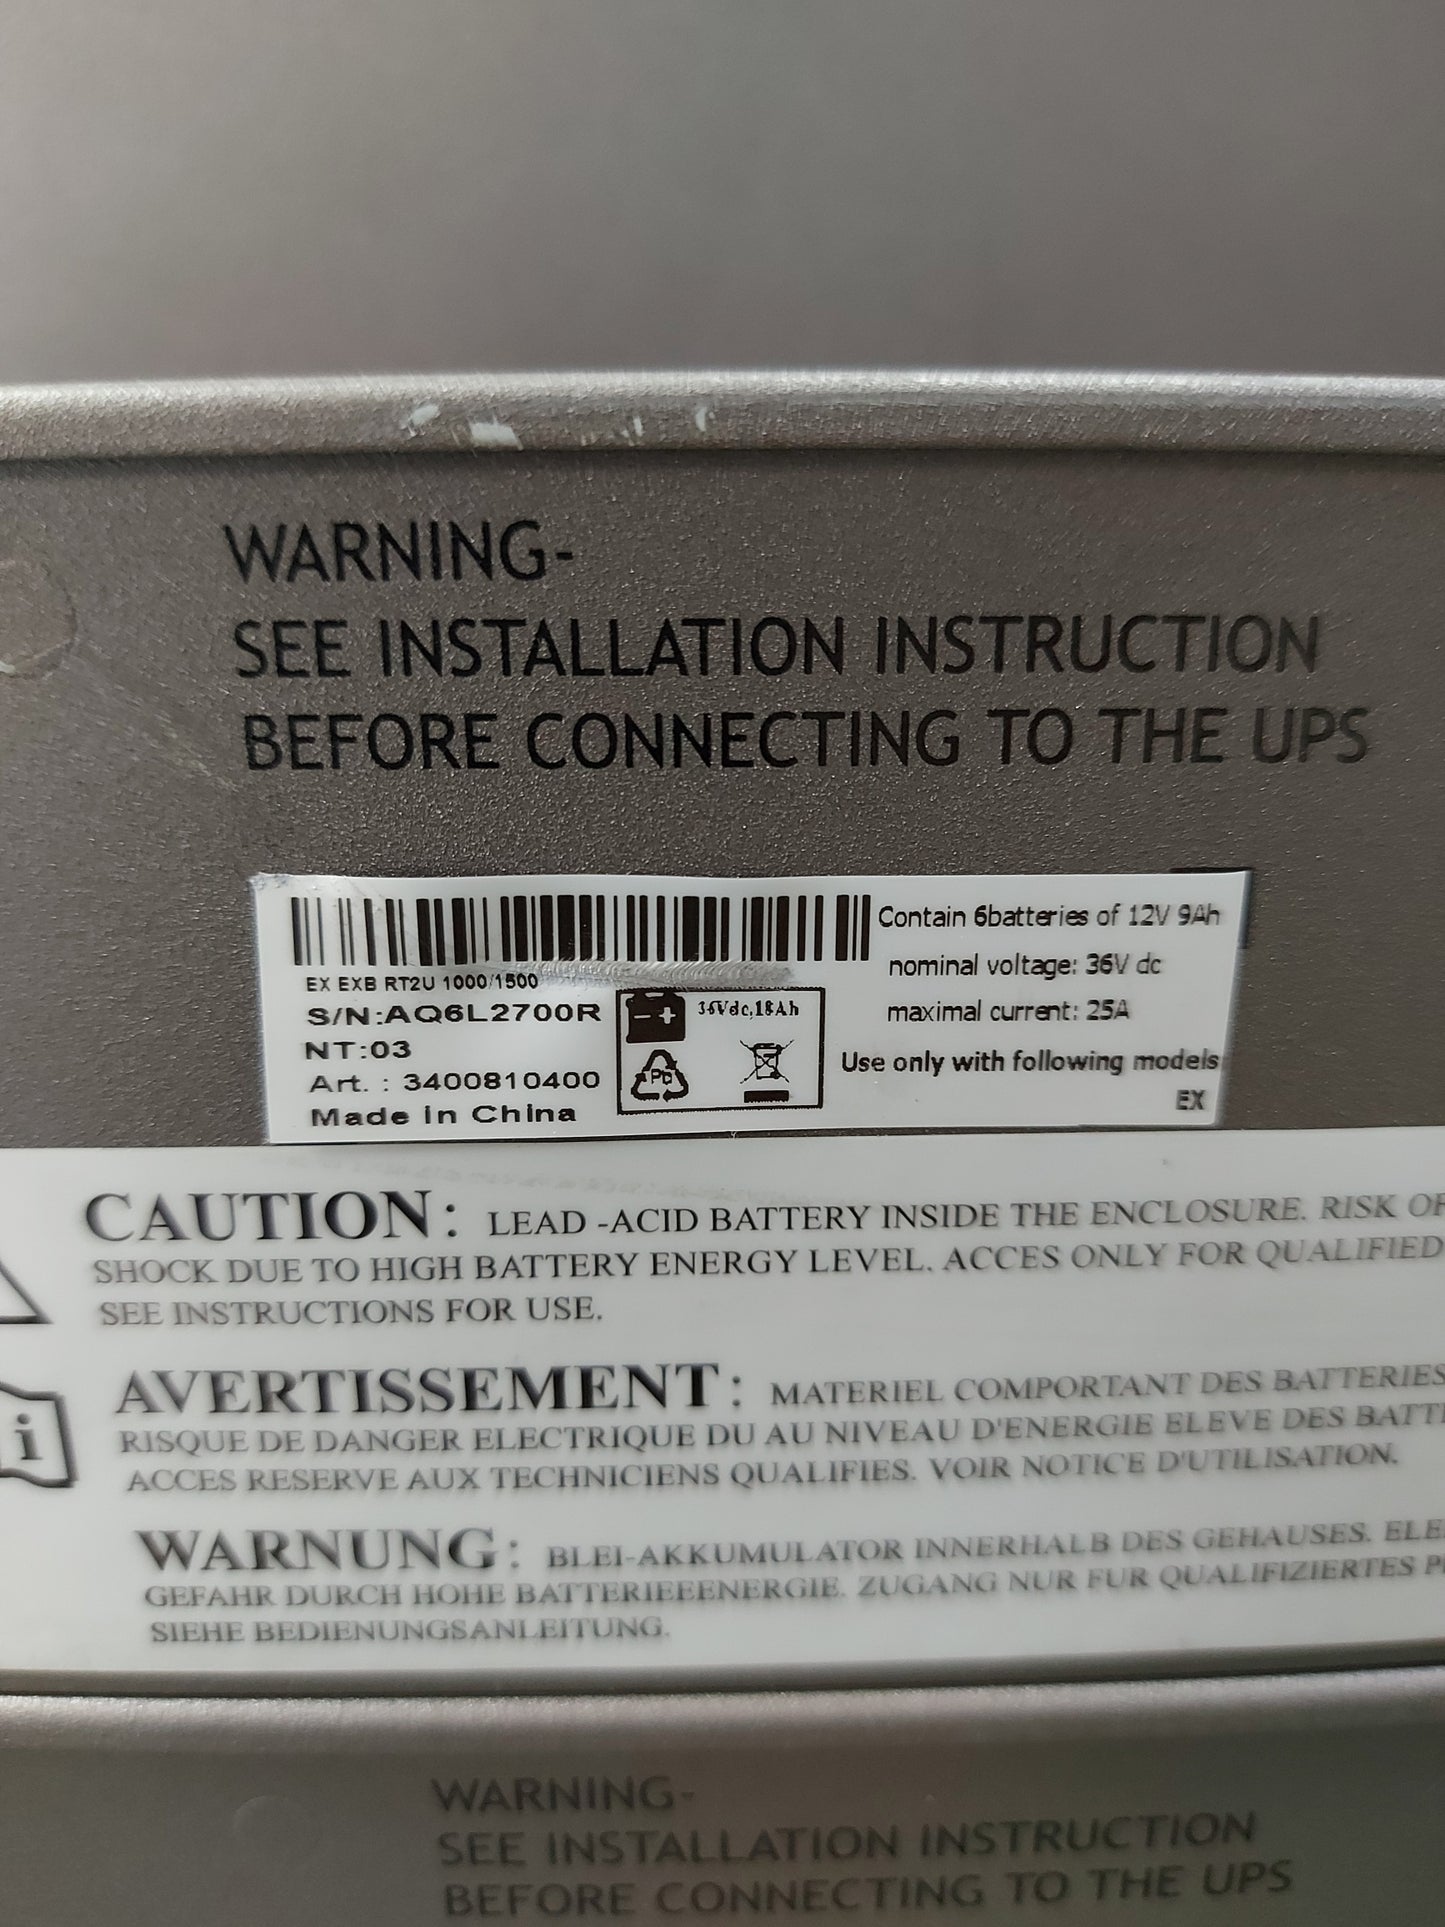 WARNING-
SEE INSTALLATION INSTRUCTION
BEFORE CONNECTING TO THE UPS
EX EXB RT2U 1000/1500
S/N:AQ6L2700R
NT:03
Art. : 3400810400
Made in China
36Vdc,18Ah
Pb
Contain 6batteries of 12V 9Ah
nominal voltage: 36V dc
maximal current: 25A
Use only with following models
EX
CAUTION: LEAD -ACID BATTERY INSIDE THE ENCLOSURE. RISK OF
SHOCK DUE TO HIGH BATTERY ENERGY LEVEL. ACCES ONLY FOR QUALIFIED
SEE INSTRUCTIONS FOR USE.
i
AVERTISSEMENT: MATERIEL COMPORTANT DES BATTERIES
RISQUE DE DANGER ELECTRIQUE DU AU NIVEAU D'ENERGIE ELEVE DES
ACCES RESERVE AUX TECHNICIENS QUALIFIES. VOIR NOTICE D'UTILISATION.
WARNUNG: BLEI-AKKUMULATOR INNERHALB DES GEHAUSES.
GEFAHR DURCH HOHE BATTERIEEENERGIE. ZUGANG NUR FUR QUALIFIZIERTES
SIEHE BEDIENUNGSANLEITUNG.
WARNING-
SEE INSTALLATION INSTRUCTION
BEFORE CONNECTING TO THE UPS